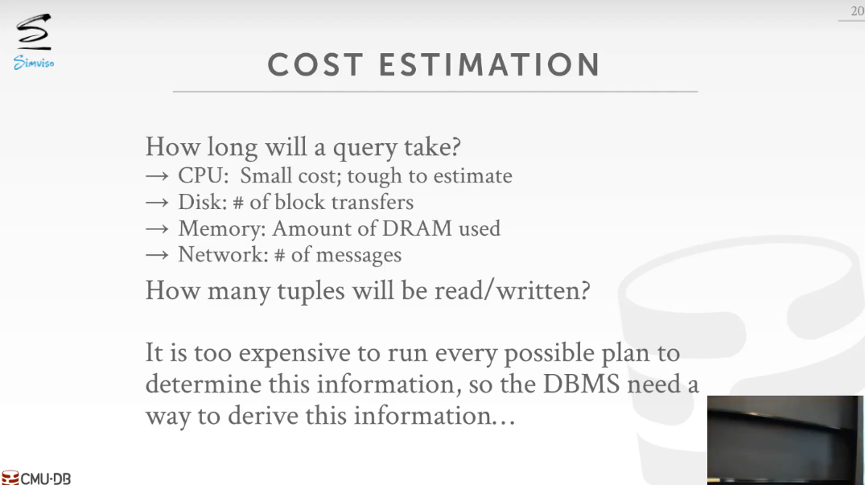 20
Simviso
COST ESTIMATION
How long will a query take?
→ CPU: Small cost; tough to estimate
→ Disk: # of block transfers
→ Memory: Amount of DRAM used
→ Network: # of messages
How many tuples will be read/written?
It is too expensive to run every possible plan to
determine this information, so the DBMS need a
way to derive this information…
CMU·DB